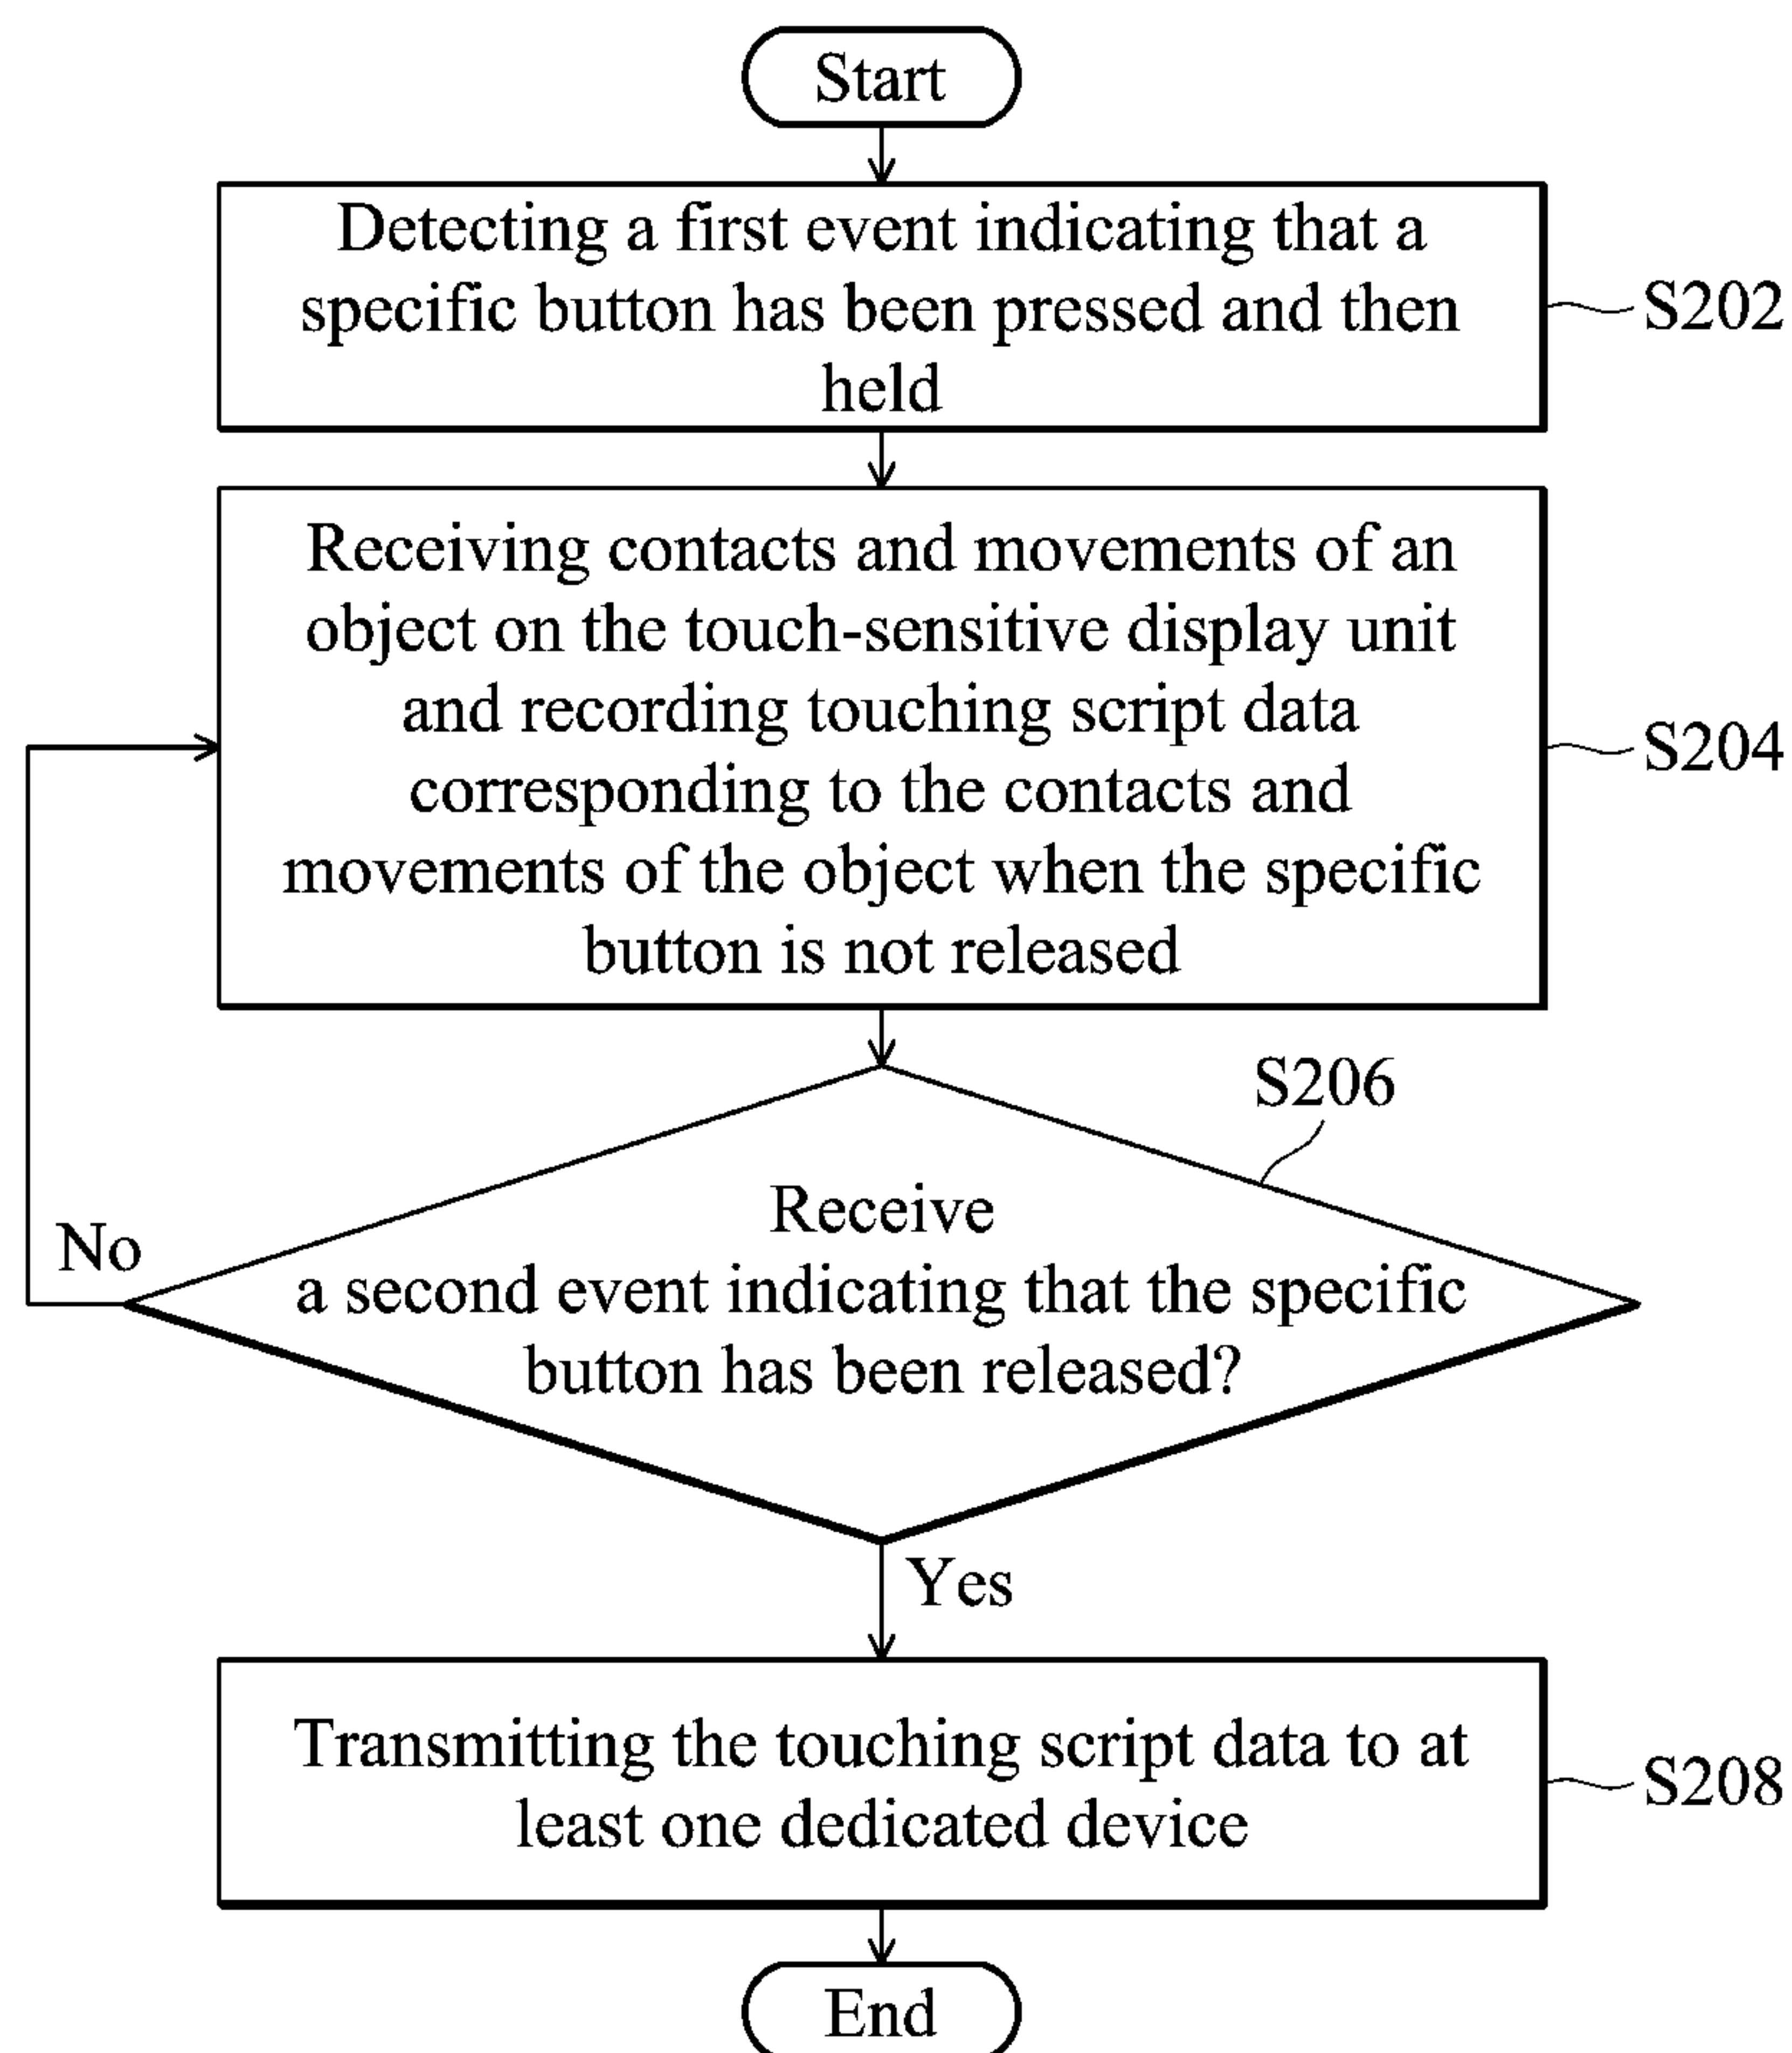 Start
Detecting a first event indicating that a
specific button has been pressed and then
held
S202
Receiving contacts and movements of an
object on the touch-sensitive display unit
and recording touching script data
corresponding to the contacts and
movements of the object when the specific
button is not released
S204
S206
Receive
a second event indicating that the specific
button has been released?
No
Yes
Transmitting the touching script data to at
least one dedicated device
S208
End